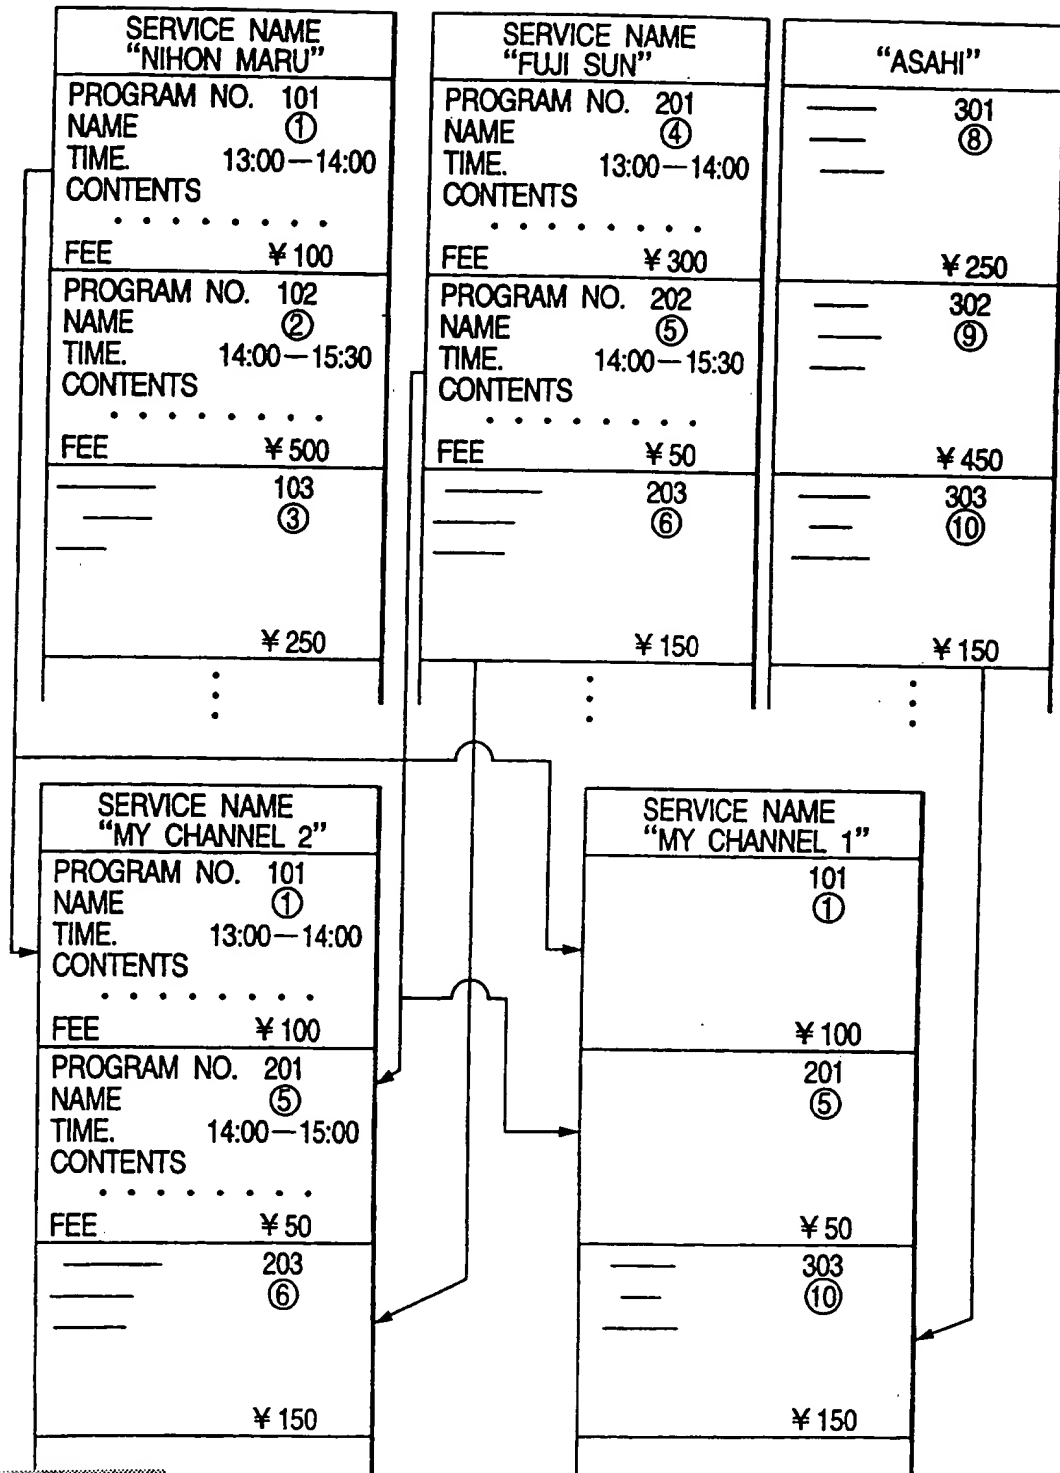 SERVICE NAME
“NIHON MARU”
PROGRAM NO. 101
NAME ①
TIME. 13:00—14:00
CONTENTS
· · · · · · · ·
FEE ¥100
PROGRAM NO. 102
NAME ②
TIME. 14:00—15:30
CONTENTS
· · · · · · · ·
FEE ¥500
103
③
¥250
SERVICE NAME
“FUJI SUN”
PROGRAM NO. 201
NAME ④
TIME. 13:00—14:00
CONTENTS
· · · · · · · ·
FEE ¥300
PROGRAM NO. 202
NAME ⑤
TIME. 14:00—15:30
CONTENTS
· · · · · · · ·
FEE ¥50
203
⑥
¥150
“ASAHI”
301
⑧
¥250
302
⑨
¥450
303
⑩
¥150
SERVICE NAME
“MY CHANNEL 2”
PROGRAM NO. 101
NAME ①
TIME. 13:00—14:00
CONTENTS
· · · · · · · ·
FEE ¥100
PROGRAM NO. 201
NAME ⑤
TIME. 14:00—15:00
CONTENTS
· · · · · · · ·
FEE ¥50
203
⑥
¥150
SERVICE NAME
“MY CHANNEL 1”
101
①
¥100
201
⑤
¥50
303
⑩
¥150